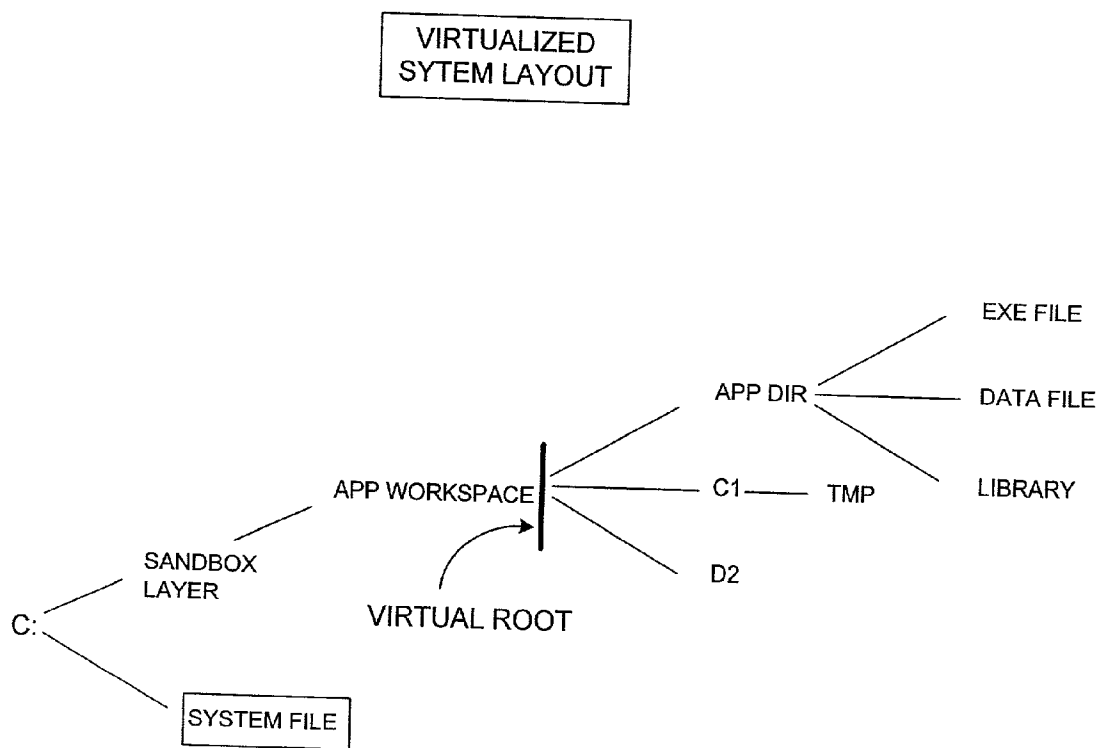 VIRTUALIZED
SYTEM LAYOUT
EXE FILE
APP DIR
DATA FILE
APP WORKSPACE
C1
TMP
LIBRARY
SANDBOX
LAYER
D2
C:
VIRTUAL ROOT
SYSTEM FILE